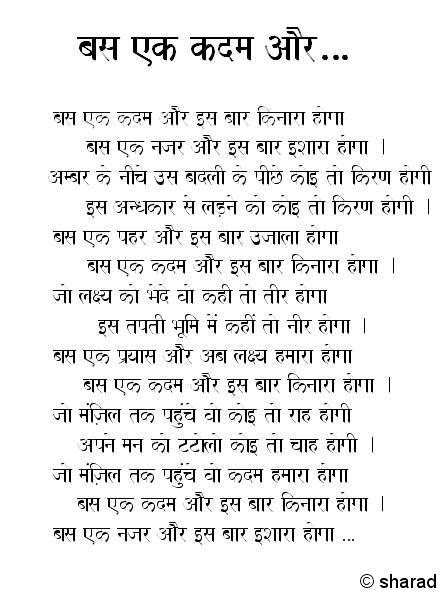 बस एक कदम और...
बस एक कदम और इस बार किनारा होगा
बस एक नजर और इस बार इशारा होगा ।
अम्बर के नीचे उस बदली के पीछे कोइ तो किरण होगी
इस अन्धकार से लड़ने को कोइ तो किरण होगी ।
बस एक पहर और इस बार उजाला होगा
बस एक कदम और इस बार किनारा होगा ।
जो लक्ष्य को भेदे वो कही तो तीर होगा
इस तपती भूमि में कहीं तो नीर होगा ।
बस एक प्रयास और अब लक्ष्य हमारा होगा
बस एक कदम और इस बार किनारा होगा ।
जो मंज़िल तक पहुंचे वो कोइ तो राह होगी
अपने मन को टटोलो कोइ तो चाह होगी ।
जो मंज़िल तक पहुंचे वो कदम हमारा होगा
बस एक कदम और इस बार किनारा होगा ।
बस एक नजर और इस बार इशारा होगा ...
© sharad